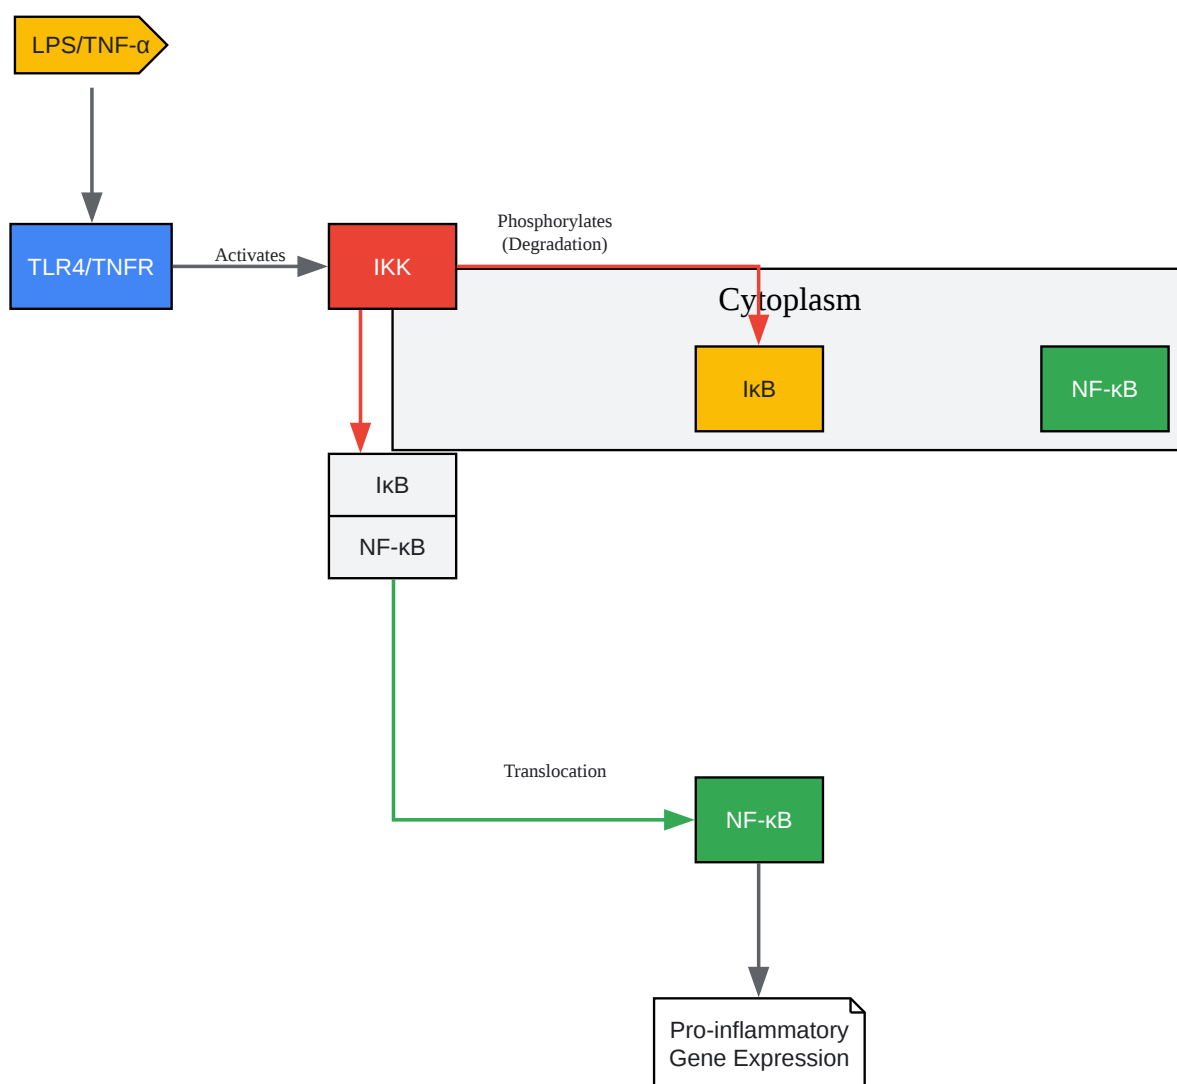 LPS/TNF-α
Phosphorylates
(Degradation)
TLR4/TNFR
Activates
IKK
Cytoplasm
IκB
NF-κB
IκB
NF-κB
Translocation
NF-κB
Pro-inflammatory
Gene Expression